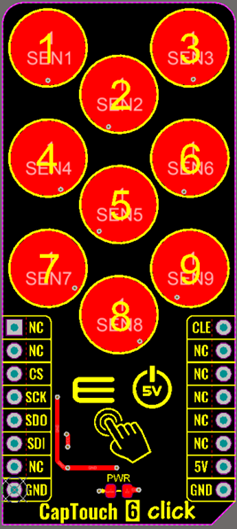 1 3
SEN1 SEN3
2
SEN2
4 6
SEN4 SEN6
5
SEN5
7 9
SEN7 SEN9
8
SEN8
NC CLE
NC NC
CS NC
SCK NC
SDO NC
SDI NC
NC 5V
GND GND
5V
PWR
CapTouch 6 click